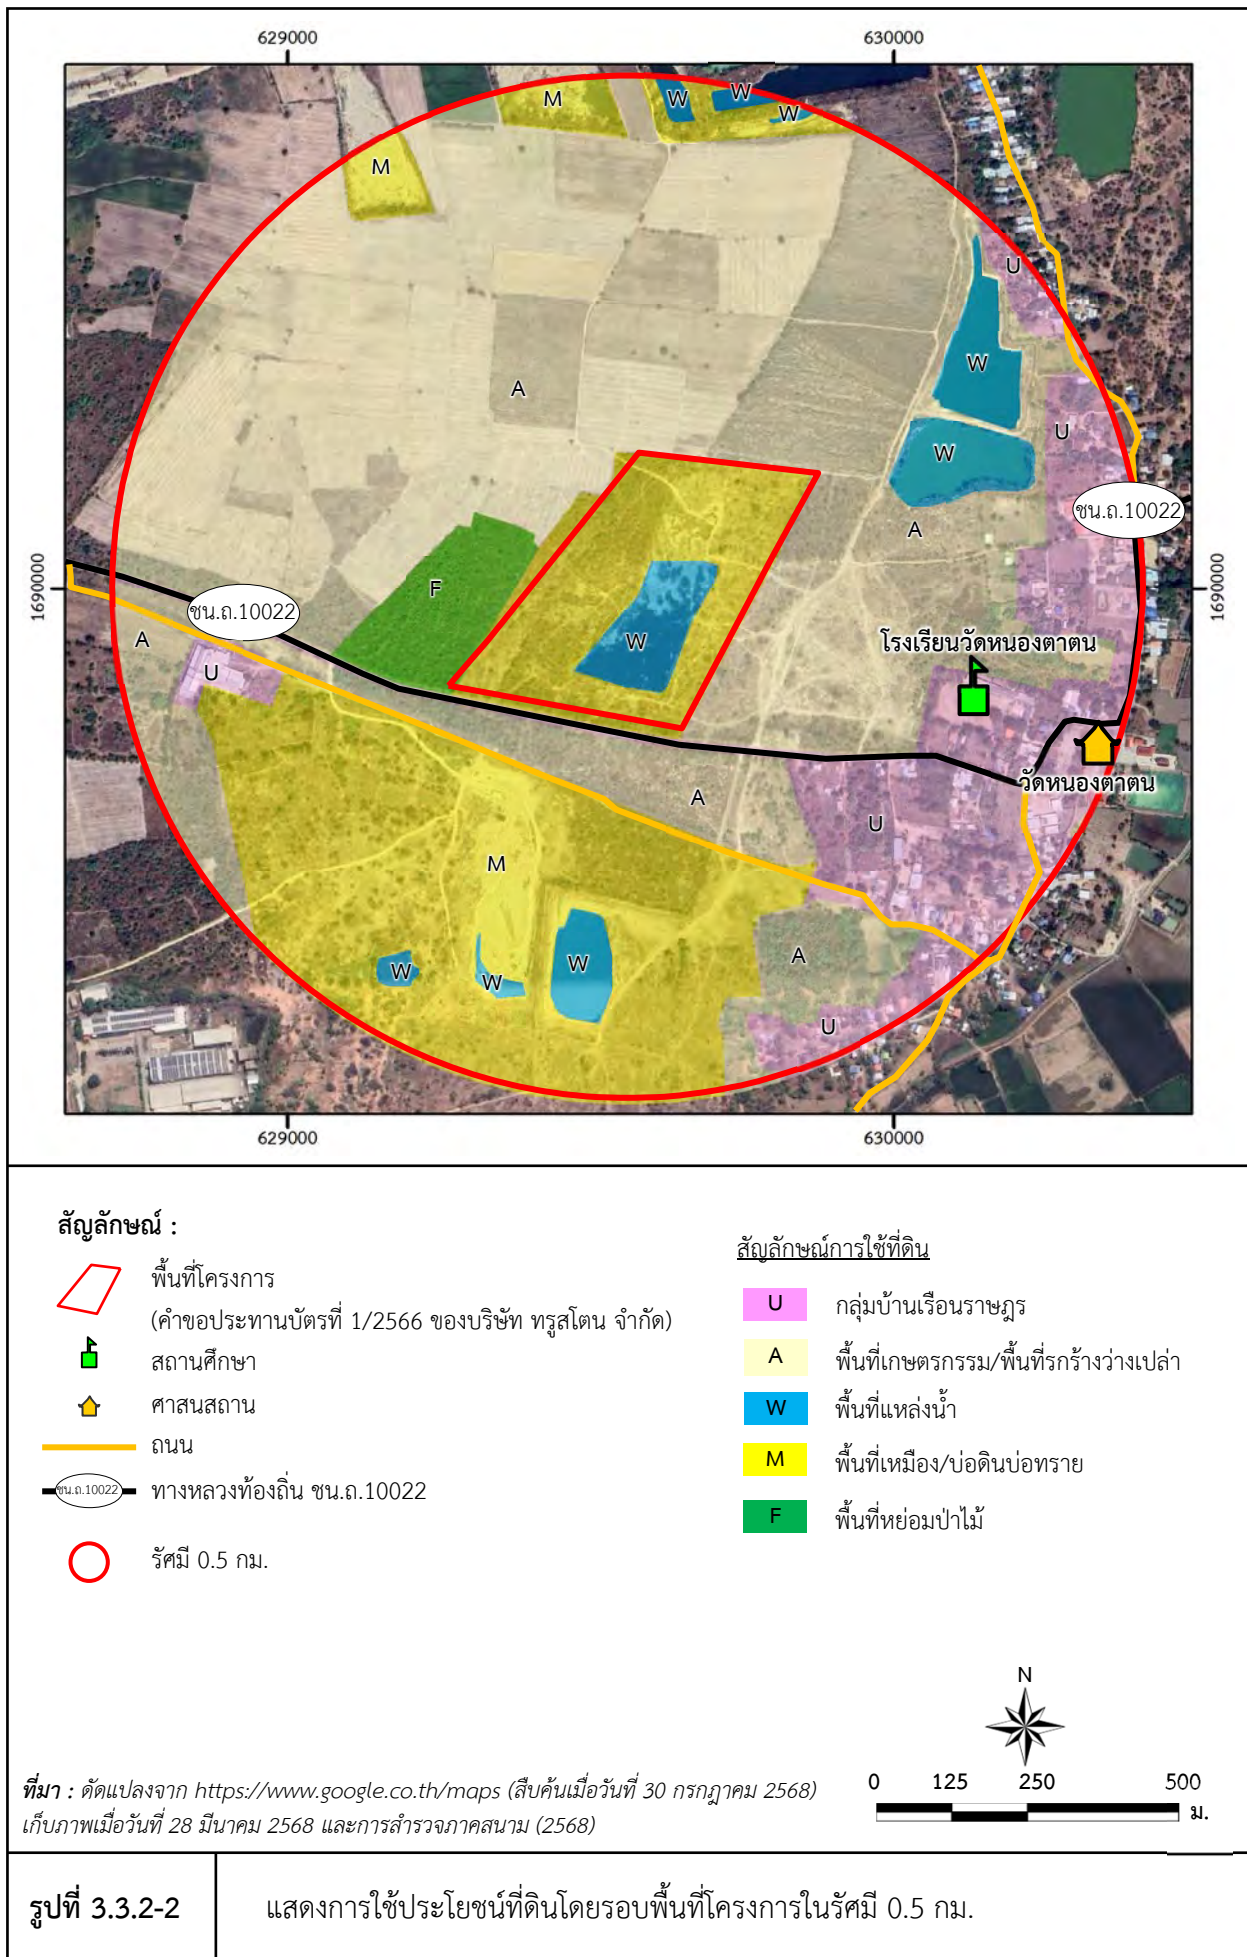 629000 630000
M W W W
M
U
W
A
U
W
ชน.ถ.10022
A
1690000 1690000
F
ชน.ถ.10022
A W โรงเรียนวัดหนองตาตน
U
วัดหนองตาตน
A
U
M
A
W W W
U
629000 630000
สัญลักษณ์ :
พื้นที่โครงการ
(คำขอประทานบัตรที่ 1/2566 ของบริษัท ทรูสโตน จำกัด)
สถานศึกษา
ศาสนสถาน
ถนน
ชน.ถ.10022 ทางหลวงท้องถิ่น ชน.ถ.10022
รัศมี 0.5 กม.
สัญลักษณ์การใช้ที่ดิน
U กลุ่มบ้านเรือนราษฎร
A พื้นที่เกษตรกรรม/พื้นที่รกร้างว่างเปล่า
W พื้นที่แหล่งน้ำ
M พื้นที่เหมือง/บ่อดินบ่อทราย
F พื้นที่หย่อมป่าไม้
N
0 125 250 500
ม.
ที่มา : ดัดแปลงจาก https://www.google.co.th/maps (สืบค้นเมื่อวันที่ 30 กรกฎาคม 2568)
เก็บภาพเมื่อวันที่ 28 มีนาคม 2568 และการสำรวจภาคสนาม (2568)
รูปที่ 3.3.2-2 แสดงการใช้ประโยชน์ที่ดินโดยรอบพื้นที่โครงการในรัศมี 0.5 กม.